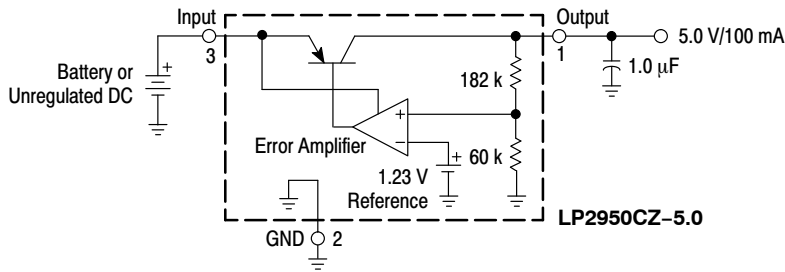 Input
3
Output
1
5.0 V/100 mA
1.0 μF
Battery or
Unregulated DC
+
182 k
+
−
Error Amplifier
60 k
+
1.23 V
Reference
LP2950CZ–5.0
GND
2